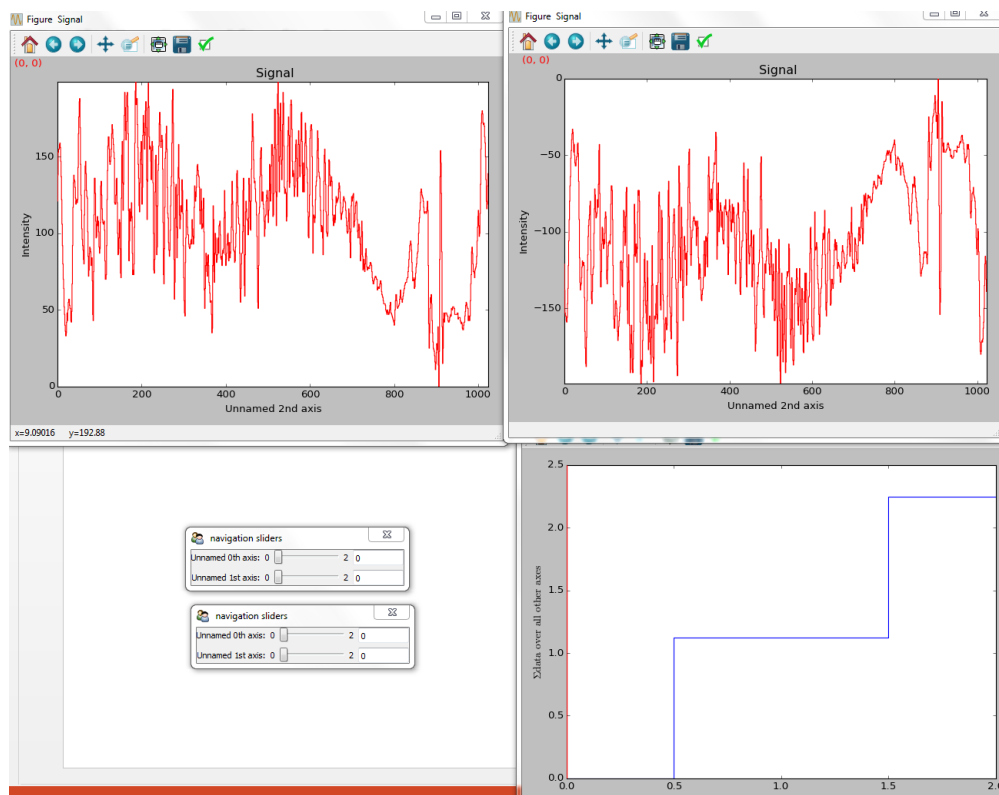 Figure Signal
(0, 0)
Signal
150
100
50
0
Intensity
0 200 400 600 800 1000
Unnamed 2nd axis
x=9.09016 y=192.88
Figure Signal
(0, 0)
Signal
0
−50
−100
−150
Intensity
0 200 400 600 800 1000
Unnamed 2nd axis
navigation sliders
Unnamed 0th axis: 0 2 0
Unnamed 1st axis: 0 2 0
navigation sliders
Unnamed 0th axis: 0 2 0
Unnamed 1st axis: 0 2 0
2.5
2.0
1.5
1.0
0.5
0.0
Σdata over all other axes
0.0 0.5 1.0 1.5 2.0